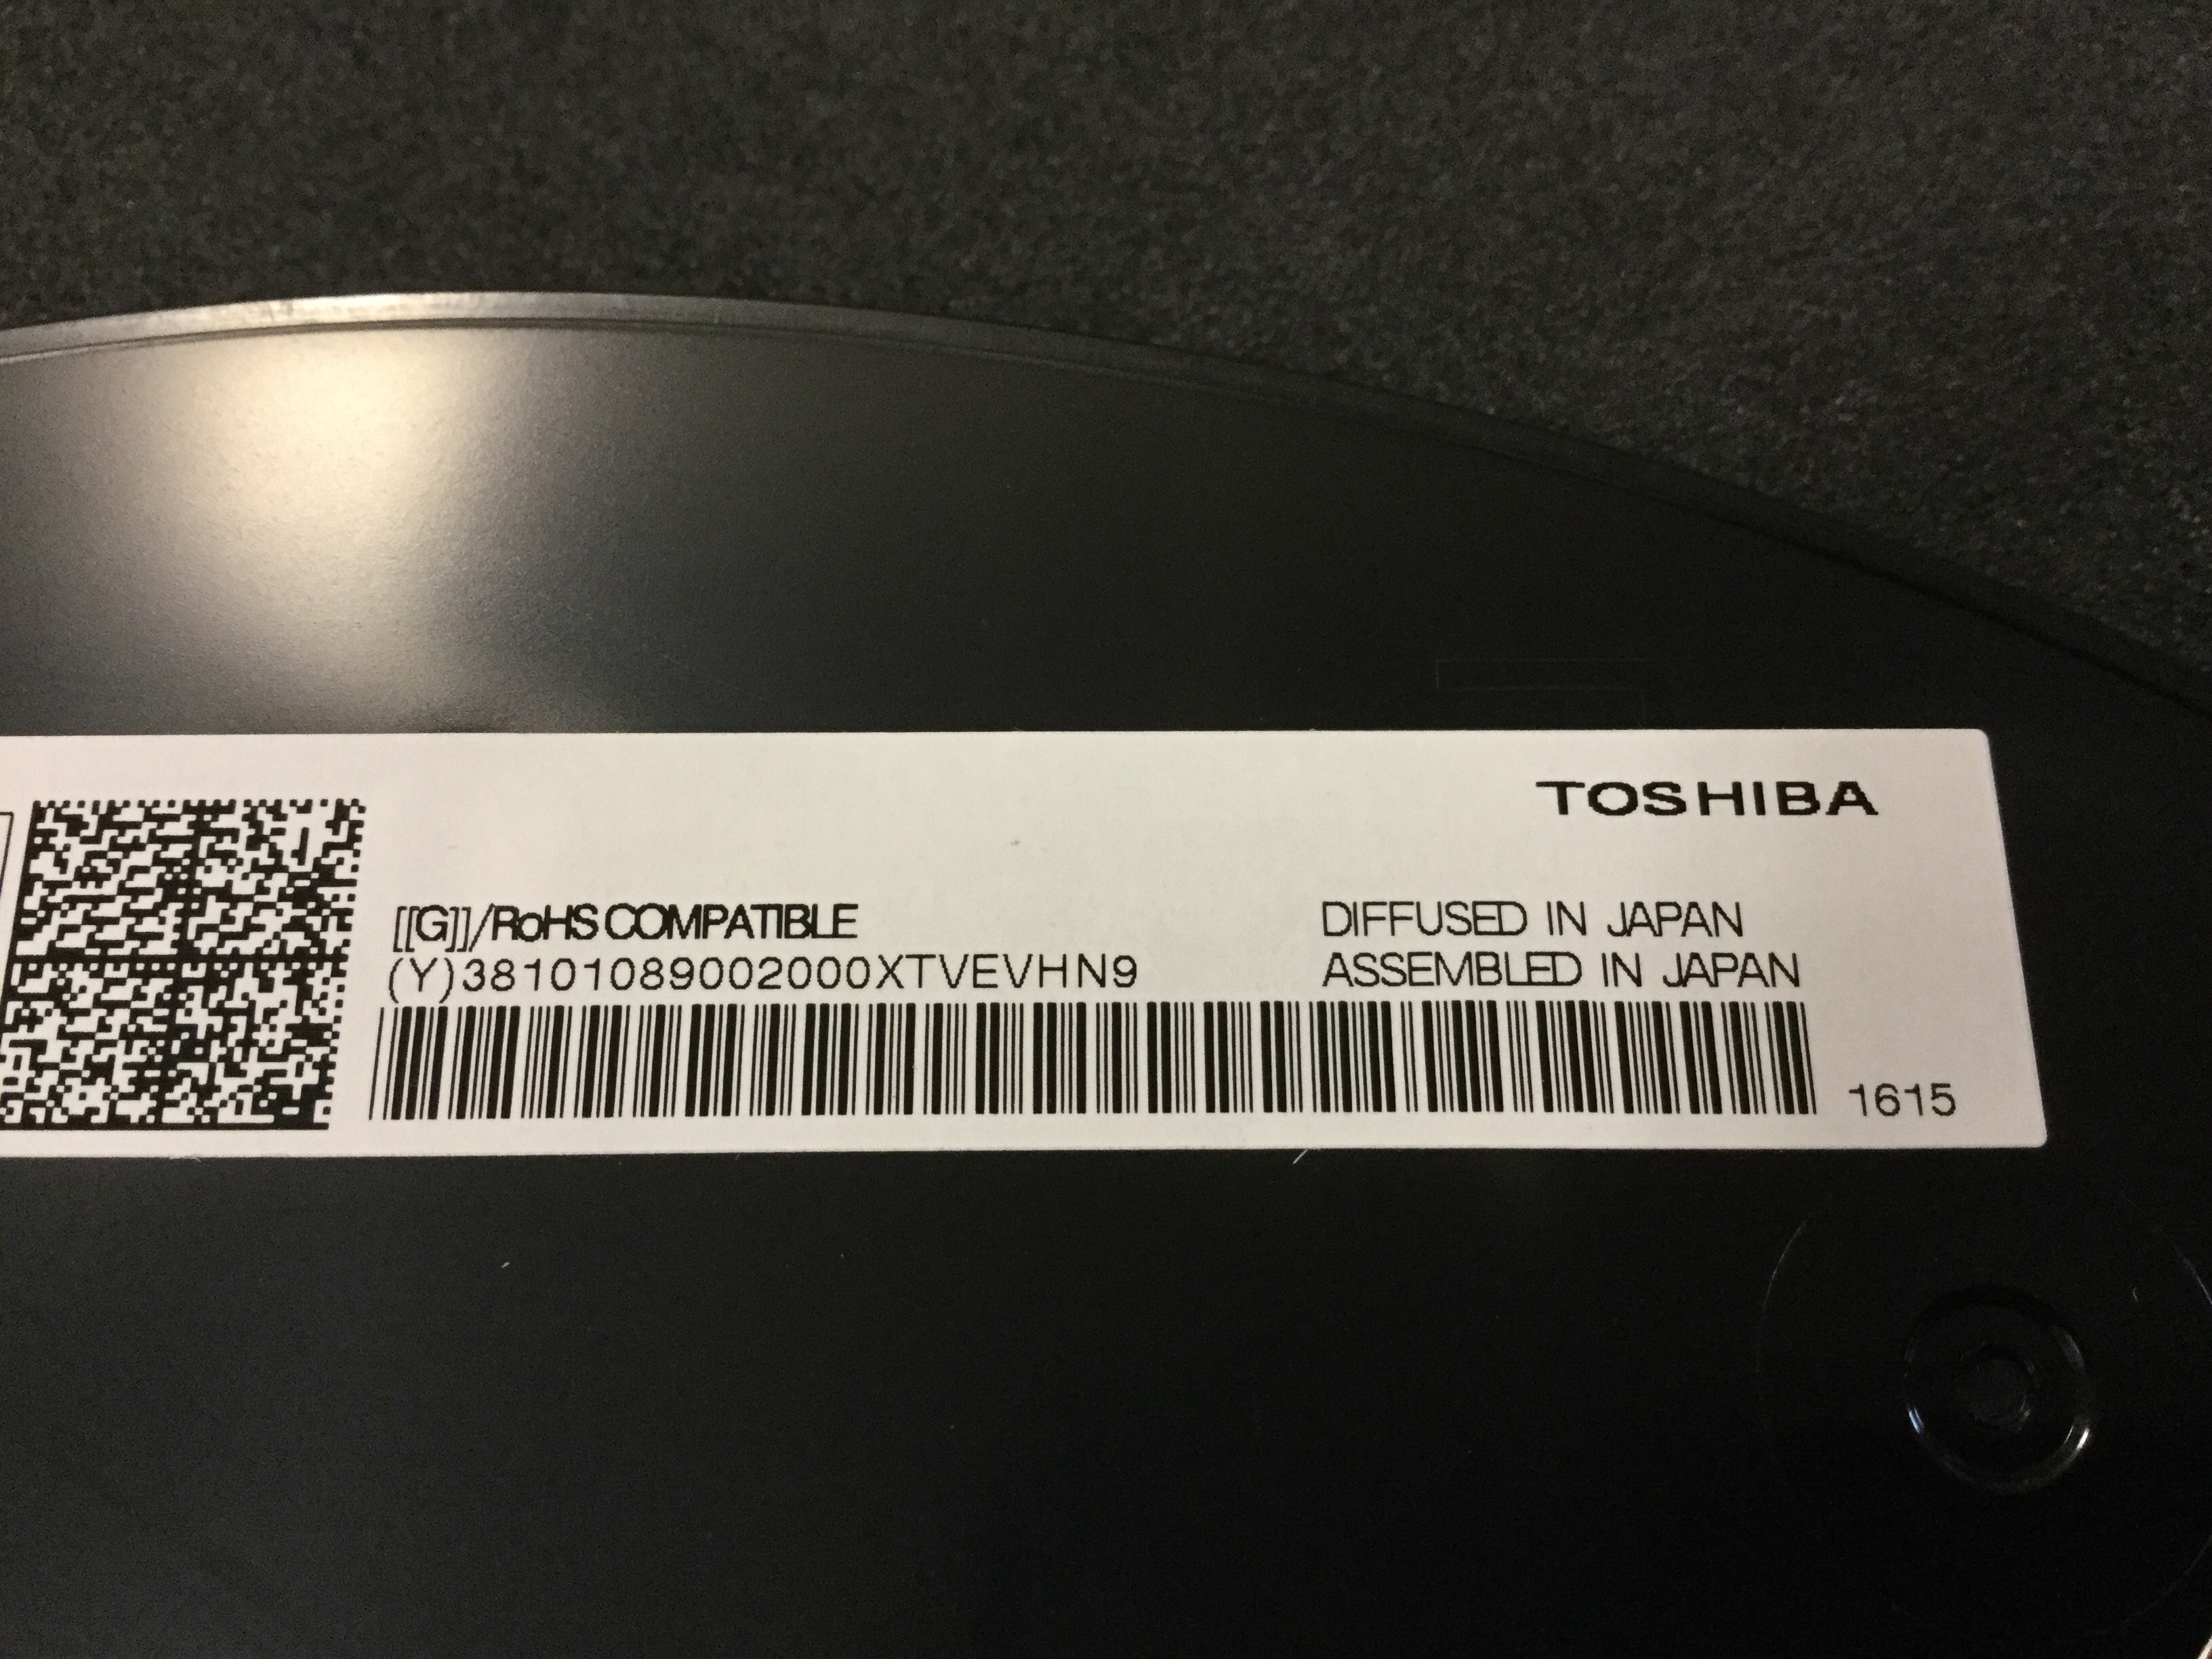 TOSHIBA
[[G]]/RoHS COMPATIBLE
DIFFUSED IN JAPAN
(Y)38101089002000XTVEVHN9
ASSEMBLED IN JAPAN
1615